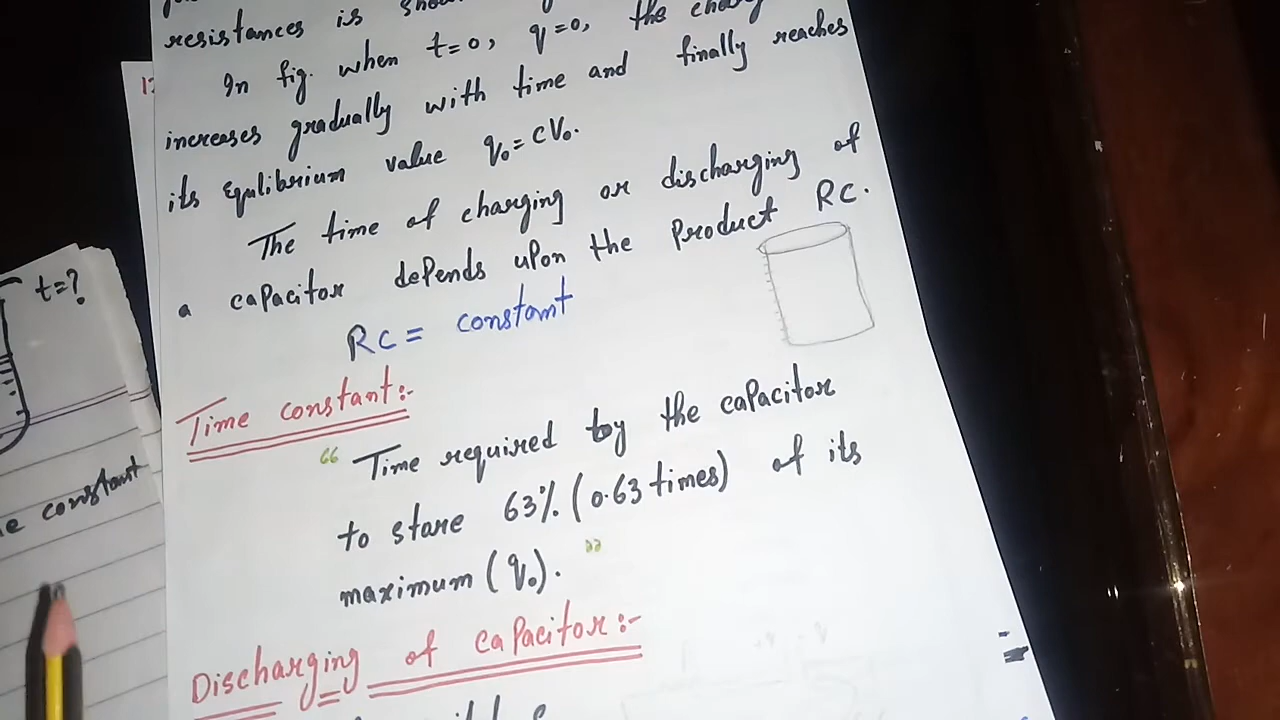 resistances is
In fig. when t=0, q=0, the
increases gradually with time and finally reaches
its Equilibrium value q₀=CV₀.
The time of charging or discharging of
a capacitor depends upon the Product RC.
RC= constant
Time constant:-
“ Time required by the capacitor
to store 63% (0.63 times) of its
maximum (q₀). ”
Discharging of capacitor:-
t=?
constant